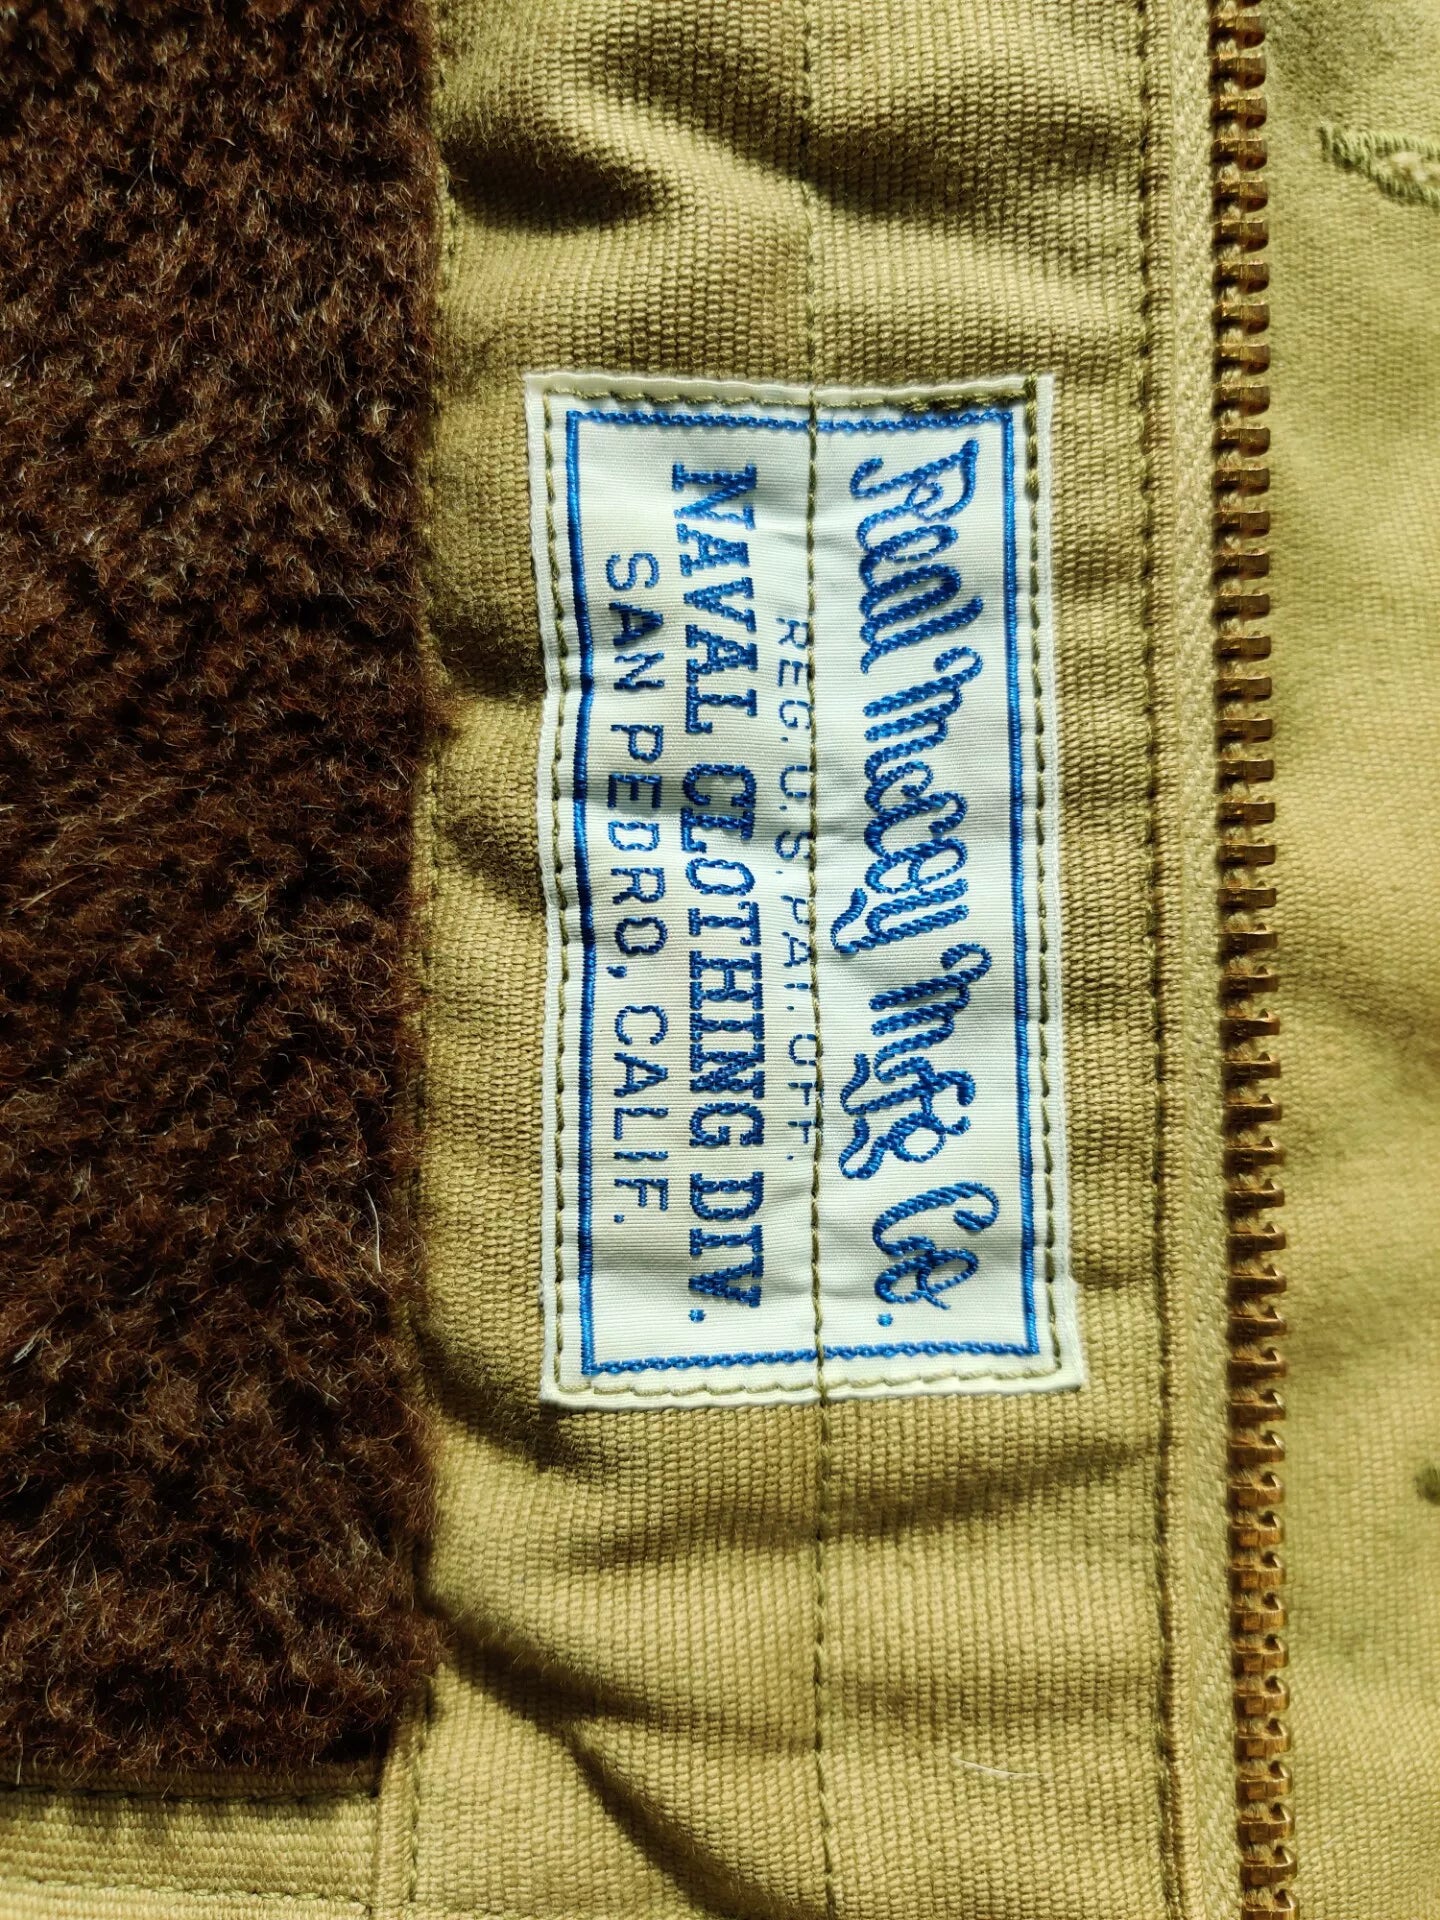 Real McCoy Mfg Co.
REG. U.S. PAT. OFF.
NAVAL CLOTHING DIV.
SAN PEDRO, CALIF.